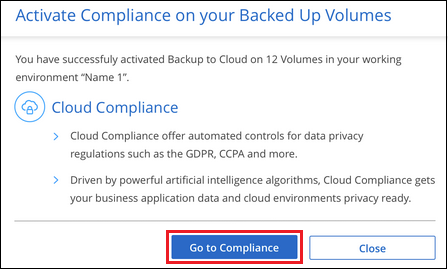 Activate Compliance on your Backed Up Volumes
You have successfuly activated Backup to Cloud on 12 Volumes in your working
environment “Name 1”.
Cloud Compliance
Cloud Compliance offer automated controls for data privacy
regulations such as the GDPR, CCPA and more.
Driven by powerful artificial intelligence algorithms, Cloud Compliance gets
your business application data and cloud environments privacy ready.
Go to Compliance
Close